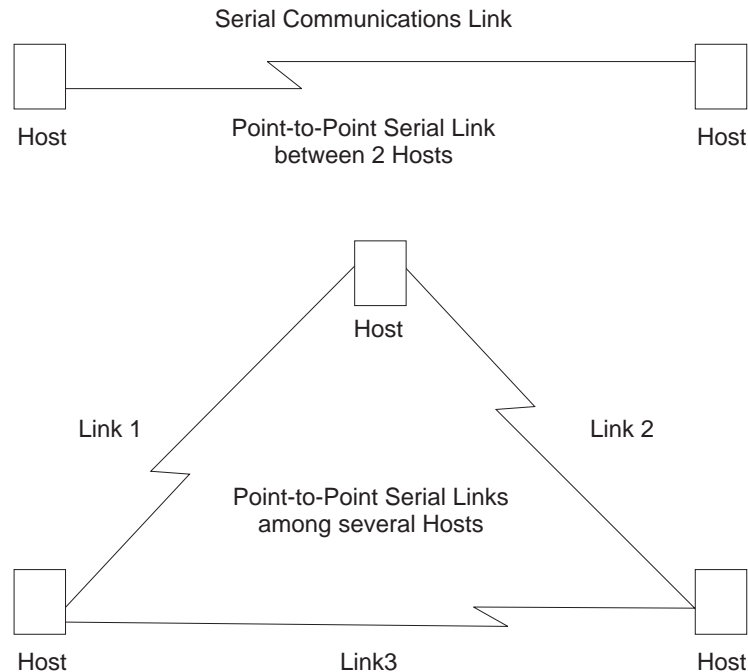 Serial Communications Link
Host
Host
Point-to-Point Serial Link
between 2 Hosts
Host
Link 1
Link 2
Point-to-Point Serial Links
among several Hosts
Host
Link3
Host